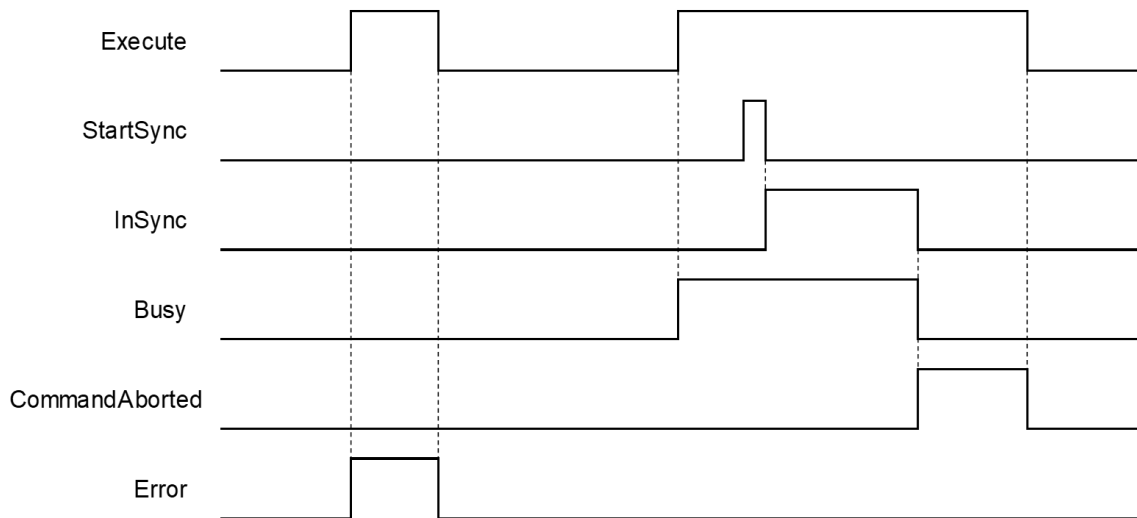 Execute
StartSync
InSync
Busy
CommandAborted
Error